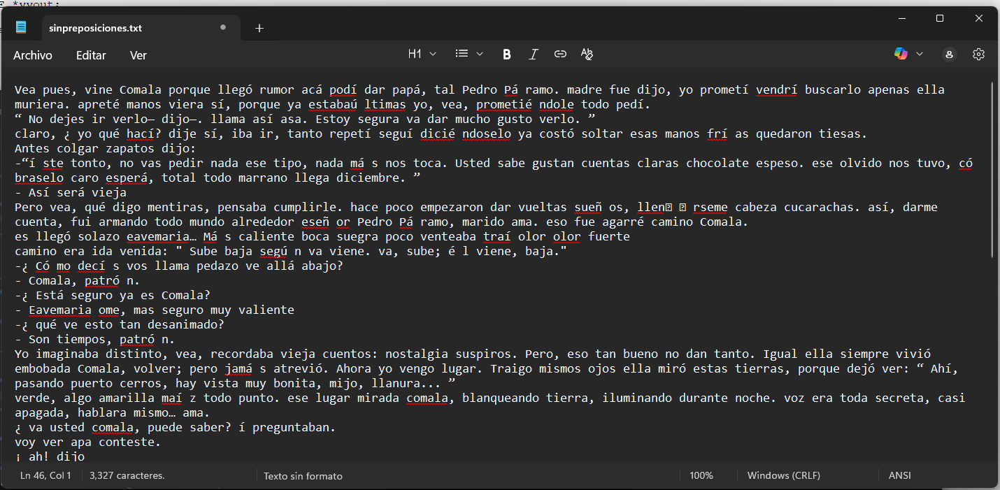 E *yyout;
sinpreposiciones.txt
Archivo Editar Ver H1 B I
Vea pues, vine Comala porque llegó rumor acá podí dar papá, tal Pedro Pá ramo. madre fue dijo, yo prometí vendrí buscarlo apenas ella
muriera. apreté manos viera sí, porque ya estabaú ltimas yo, vea, prometié ndole todo pedí.
“ No dejes ir verlo— dijo—. llama así asa. Estoy segura va dar mucho gusto verlo. ”
claro, ¿ yo qué hací? dije sí, iba ir, tanto repetí seguí dicié ndoselo ya costó soltar esas manos frí as quedaron tiesas.
Antes colgar zapatos dijo:
-“í ste tonto, no vas pedir nada ese tipo, nada má s nos toca. Usted sabe gustan cuentas claras chocolate espeso. ese olvido nos tuvo, có
braselo caro esperá, total todo marrano llega diciembre. ”
- Así será vieja
Pero vea, qué digo mentiras, pensaba cumplirle. hace poco empezaron dar vueltas sueñ os, llen rseme cabeza cucarachas. así, darme
cuenta, fui armando todo mundo alrededor eseñ or Pedro Pá ramo, marido ama. eso fue agarré camino Comala.
es llegó solazo eavemaria… Má s caliente boca suegra poco venteaba traí olor olor fuerte
camino era ida venida: " Sube baja segú n va viene. va, sube; é l viene, baja."
-¿ Có mo decí s vos llama pedazo ve allá abajo?
- Comala, patró n.
-¿ Está seguro ya es Comala?
- Eavemaria ome, mas seguro muy valiente
-¿ qué ve esto tan desanimado?
- Son tiempos, patró n.
Yo imaginaba distinto, vea, recordaba vieja cuentos: nostalgia suspiros. Pero, eso tan bueno no dan tanto. Igual ella siempre vivió
embobada Comala, volver; pero jamá s atrevió. Ahora yo vengo lugar. Traigo mismos ojos ella miró estas tierras, porque dejó ver: “ Ahí,
pasando puerto cerros, hay vista muy bonita, mijo, llanura... ”
verde, algo amarilla maí z todo punto. ese lugar mirada comala, blanqueando tierra, iluminando durante noche. voz era toda secreta, casi
apagada, hablara mismo… ama.
¿ va usted comala, puede saber? í preguntaban.
voy ver apa conteste.
¡ ah! dijo
Ln 46, Col 1 3,327 caracteres. Texto sin formato 100% Windows (CRLF) ANSI